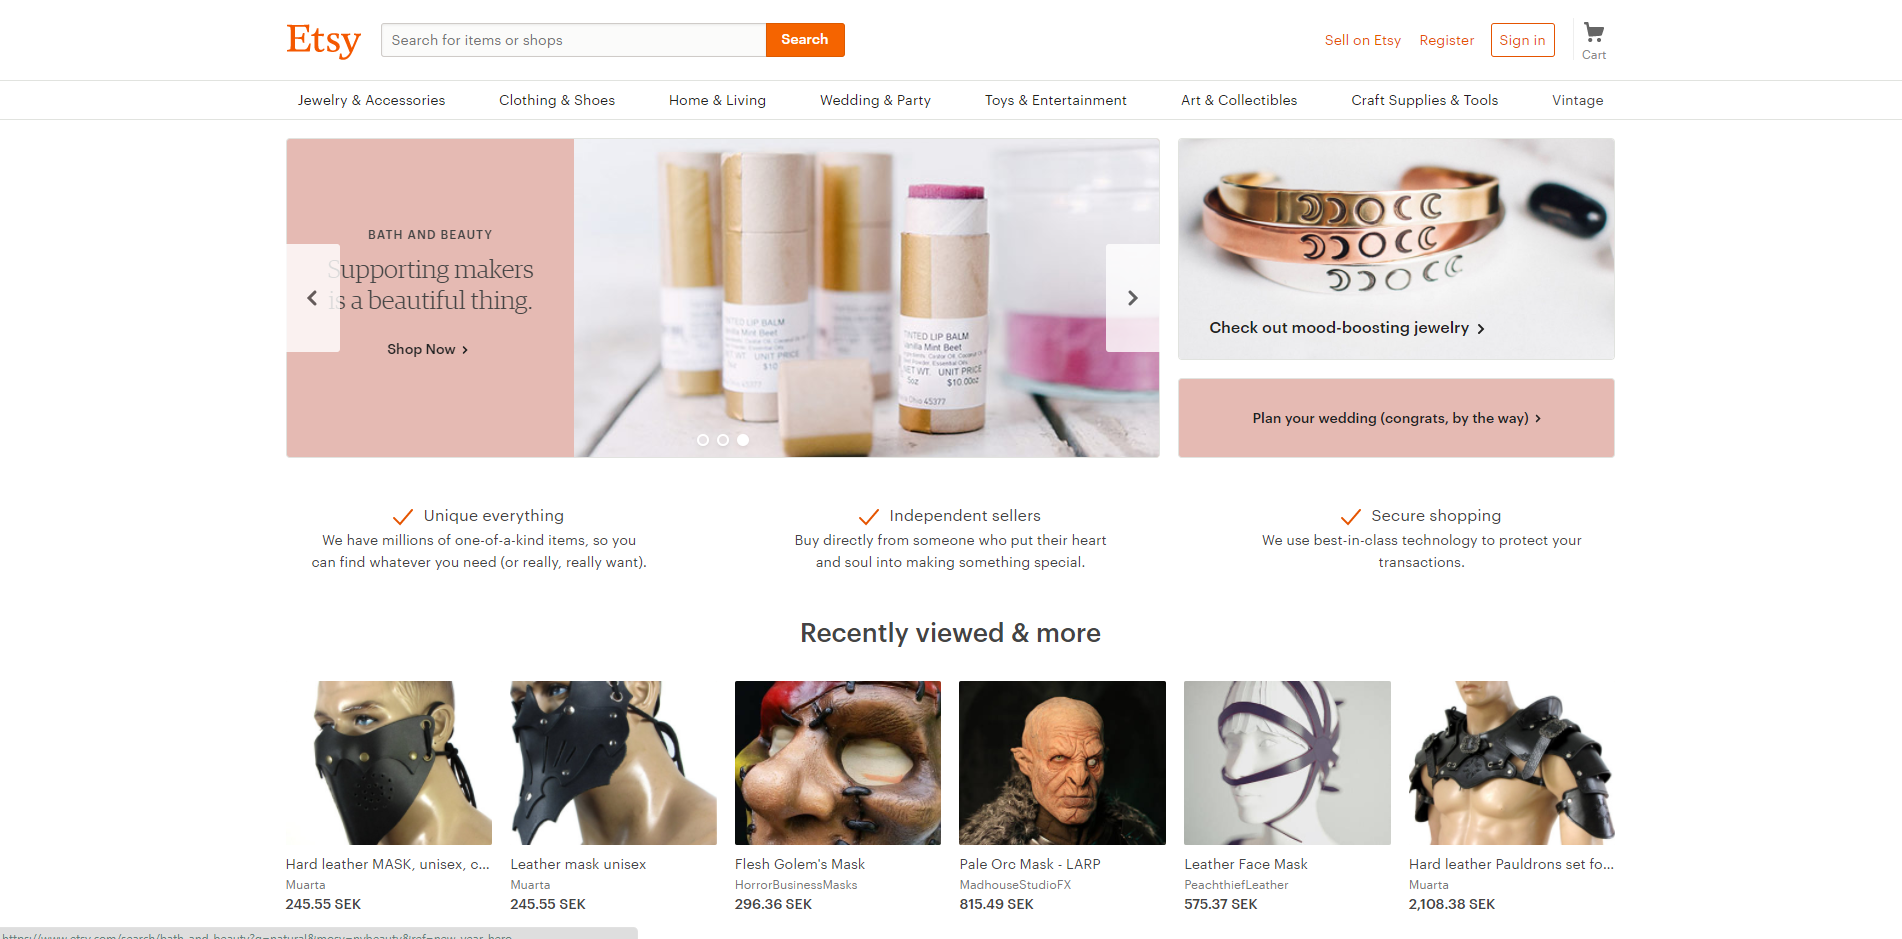 Etsy
Search for items or shops
Search
Sell on Etsy
Register
Sign in
Cart
Jewelry & Accessories
Clothing & Shoes
Home & Living
Wedding & Party
Toys & Entertainment
Art & Collectibles
Craft Supplies & Tools
Vintage
BATH AND BEAUTY
Supporting makers
is a beautiful thing.
Shop Now
TINTED LIP BALM
Vanilla Mint Beet
NET WT. UNIT PRICE
$10
45377
TINTED LIP BALM
Vanilla Mint Beet
NET WT. UNIT PRICE
.5oz $10.00
Ohio 45377
Check out mood-boosting jewelry
Plan your wedding (congrats, by the way)
Unique everything
We have millions of one-of-a-kind items, so you
can find whatever you need (or really, really want).
Independent sellers
Buy directly from someone who put their heart
and soul into making something special.
Secure shopping
We use best-in-class technology to protect your
transactions.
Recently viewed & more
Hard leather MASK, unisex, c...
Muarta
245.55 SEK
Leather mask unisex
Muarta
245.55 SEK
Flesh Golem's Mask
HorrorBusinessMasks
296.36 SEK
Pale Orc Mask - LARP
MadhouseStudioFX
815.49 SEK
Leather Face Mask
PeachthiefLeather
575.37 SEK
Hard leather Pauldrons set fo...
Muarta
2,108.38 SEK